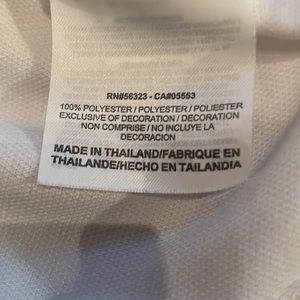 RN#56323 - CA#05553
100% POLYESTER / POLYESTER / POLIESTER
EXCLUSIVE OF DECORATION / DECORATION
NON COMPRISE / NO INCLUYE LA
DECORACION
MADE IN THAILAND/FABRIQUE EN
THAILANDE/HECHO EN TAILANDIA